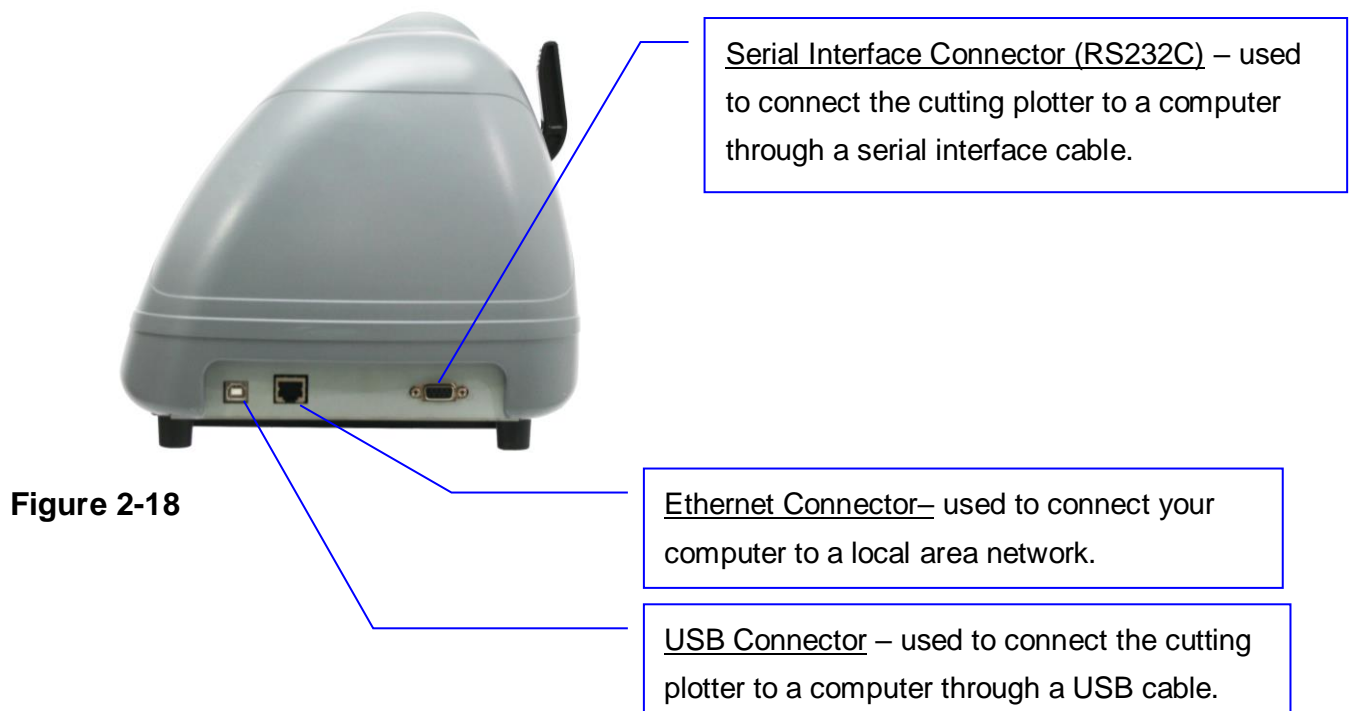 Serial Interface Connector (RS232C) – used
to connect the cutting plotter to a computer
through a serial interface cable.
Figure 2-18
Ethernet Connector– used to connect your
computer to a local area network.
USB Connector – used to connect the cutting
plotter to a computer through a USB cable.